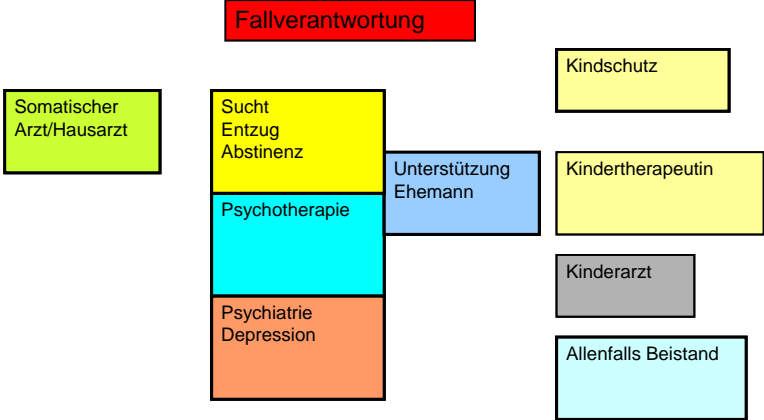 Fallverantwortung
Somatischer
Arzt/Hausarzt
Sucht
Entzug
Abstinenz
Psychotherapie
Psychiatrie
Depression
Unterstützung
Ehemann
Kindschutz
Kindertherapeutin
Kinderarzt
Allenfalls Beistand